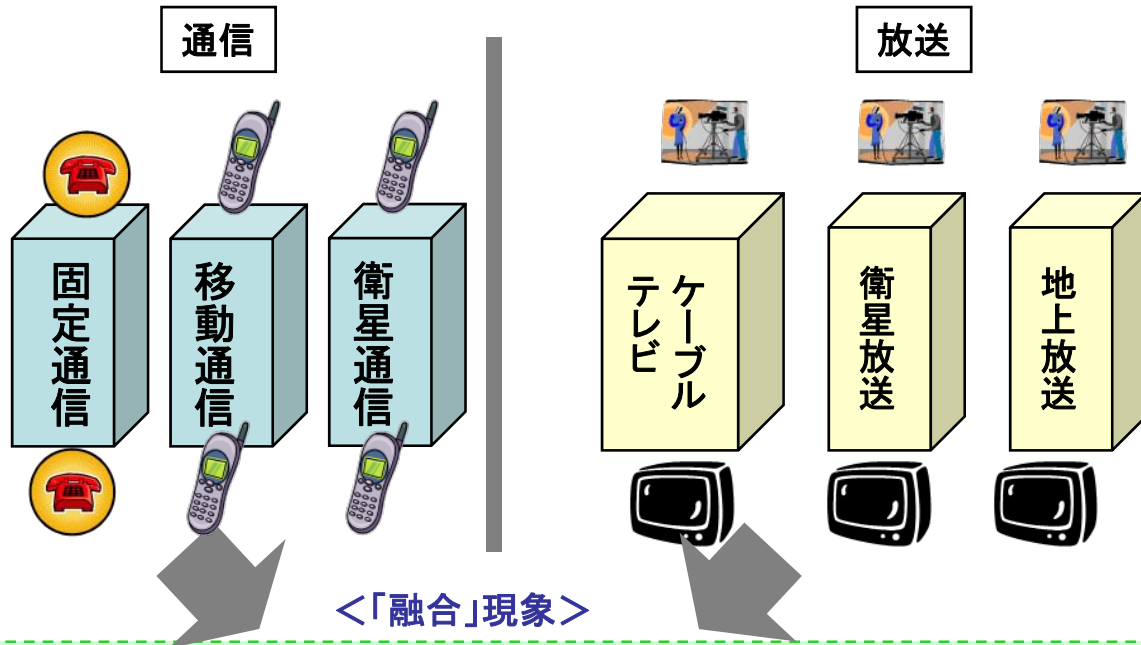 通信
放送
固定通信
移動通信
衛星通信
ケーブル
テレビ
衛星放送
地上放送
＜「融合」現象＞